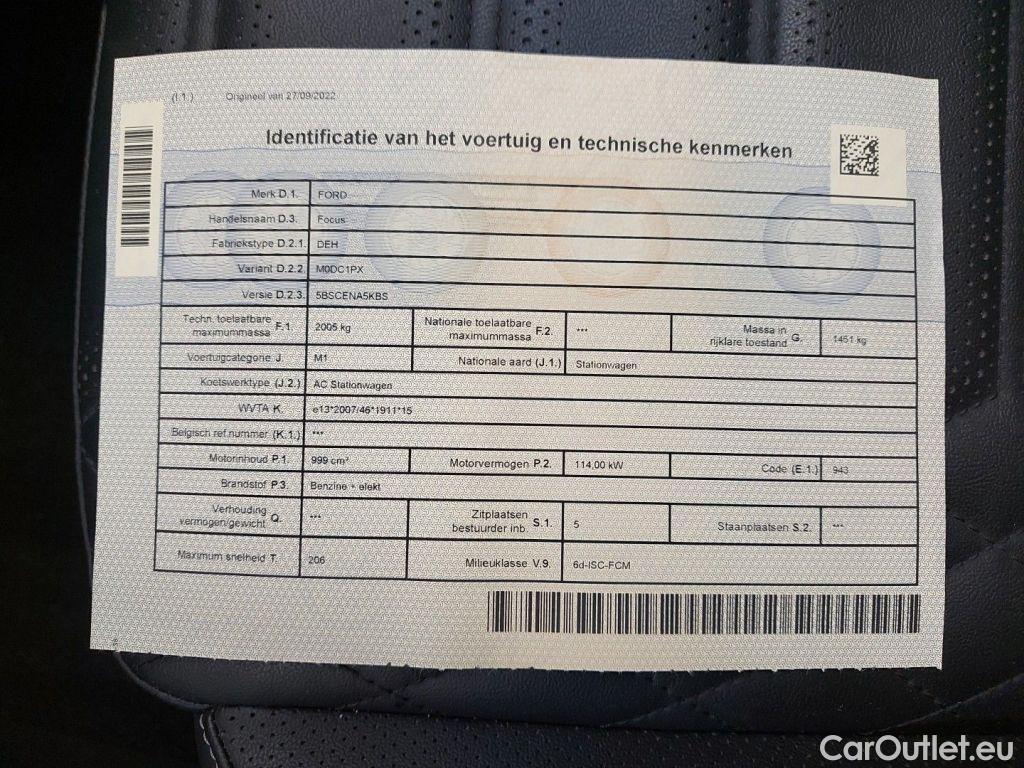 (I.1.) Origineel van 27/09/2022
Identificatie van het voertuig en technische kenmerken
Merk D.1. FORD
Handelsnaam D.3. Focus
Fabriekstype D.2.1. DEH
Variant D.2.2. M0DC1PX
Versie D.2.3. 5BSCENA5KBS
Techn. toelaatbare maximummassa F.1. 2005 kg Nationale toelaatbare maximummassa F.2. *** Massa in rijklare toestand G. 1451 kg
Voertuigcategorie J. M1 Nationale aard (J.1.) Stationwagen
Koetswerktype (J.2.) AC Stationwagen
WVTA K. e13*2007/46*1911*15
Belgisch ref.nummer (K.1.) ***
Motorinhoud P.1. 999 cm³ Motorvermogen P.2. 114,00 kW Code (E.1.) 943
Brandstof P.3. Benzine + elekt
Verhouding vermogen/gewicht Q. *** Zitplaatsen bestuurder inb. S.1. 5 Staanplaatsen S.2. ***
Maximum snelheid T. 206 Milieuklasse V.9. 6d-ISC-FCM
CarOutlet.eu